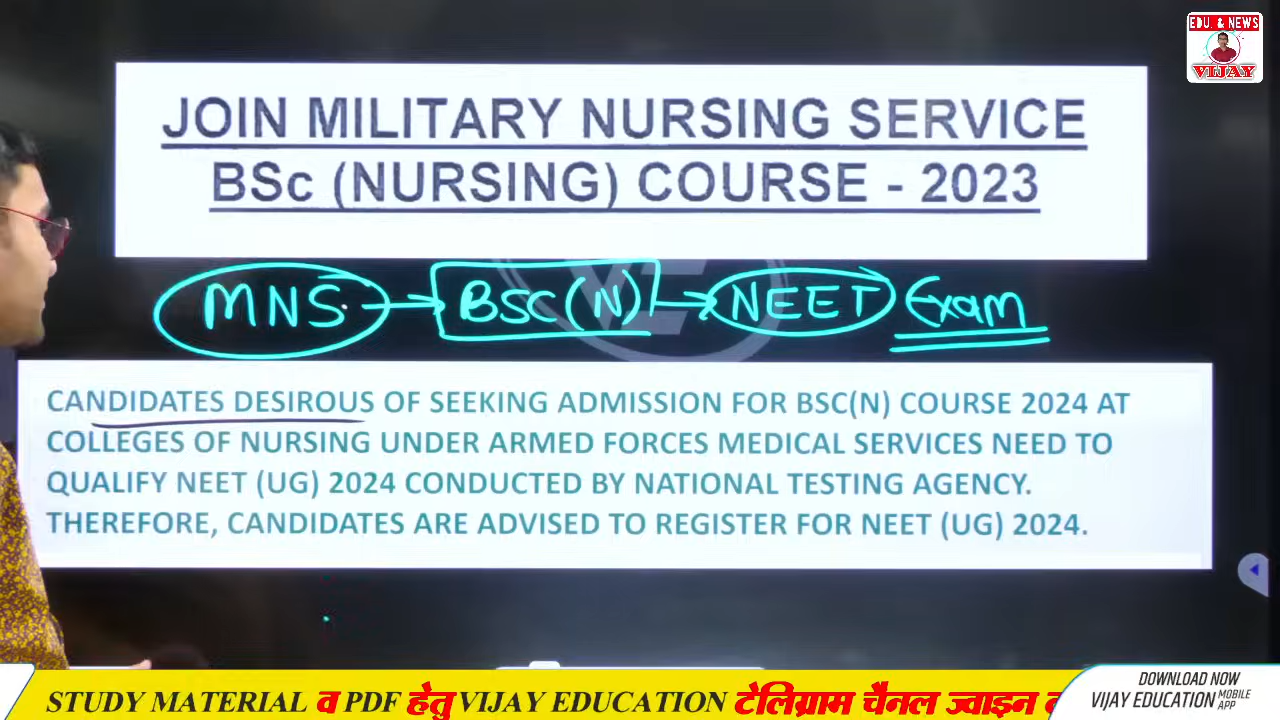 EDU. & NEWS
VIJAY
JOIN MILITARY NURSING SERVICE
BSc (NURSING) COURSE - 2023
MNS → BSC(N) → NEET Exam
CANDIDATES DESIROUS OF SEEKING ADMISSION FOR BSC(N) COURSE 2024 AT
COLLEGES OF NURSING UNDER ARMED FORCES MEDICAL SERVICES NEED TO
QUALIFY NEET (UG) 2024 CONDUCTED BY NATIONAL TESTING AGENCY.
THEREFORE, CANDIDATES ARE ADVISED TO REGISTER FOR NEET (UG) 2024.
STUDY MATERIAL व PDF हेतु VIJAY EDUCATION टेलिग्राम चैनल ज्वाइन
DOWNLOAD NOW
VIJAY EDUCATION MOBILE APP